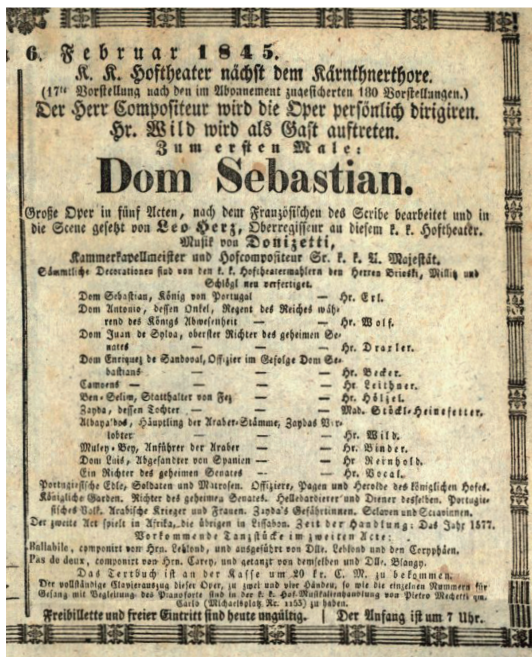 6. Februar 1845.
K. K. Hoftheater nächst dem Kärnthnerthore.
(17te Vorstellung nach den im Abonnement zugesicherten 180 Vorstellungen.)
Der Herr Compositeur wird die Oper persönlich dirigiren.
Hr. Wild wird als Gast auftreten.
Zum ersten Male:
Dom Sebastian.
Große Oper in fünf Acten, nach dem Französischen des Scribe bearbeitet und in
die Scene gesetzt von Leo Herz, Oberregisseur an diesem k. k. Hoftheater.
Musik von Donizetti,
Kammerkapellmeister und Hofcompositeur Sr. k. k. A. Majestät.
Sämmtliche Decorationen sind von den k. k. Hoftheatermahlern den Herren Brioski, Millitz und
Schlögl neu verfertiget.
Dom Sebastian, König von Portugal — — Hr. Erl.
Dom Antonio, dessen Onkel, Regent des Reiches wäh-
rend des Königs Abwesenheit — — — Hr. Wolf.
Dom Juan de Sylva, oberster Richter des geheimen Se-
nates — — — — Hr. Draxler.
Dom Enriquez de Sandoval, Offizier im Gefolge Dom Se-
bastians — — — — Hr. Becker.
Camoens — — — — Hr. Leithner.
Ben-Selim, Statthalter von Fez — — — Hr. Hölzel.
Zayda, dessen Tochter — — — Mad. Stöckl-Heinefetter.
Abayaldos, Häuptling der Araber-Stämme, Zaydas Ver-
lobter — — — — Hr. Wild.
Muley-Bey, Anführer der Araber — — — Hr. Binder.
Dom Luis, Abgesandter von Spanien — — Hr Reinhold.
Ein Richter des geheimen Senates — — — Hr. Vocal.
Portugiesische Edle, Soldaten und Matrosen. Offiziere, Pagen und Herolde des königlichen Hofes.
Königliche Garden. Richter des geheimen Senats. Hellebardierer und Diener desselben. Portugie-
sisches Volk. Arabische Krieger und Frauen. Zayda's Gefährtinnen. Sclaven und Sclavinnen.
Der zweite Act spielt in Afrika, die übrigen in Lissabon. Zeit der Handlung: Das Jahr 1577.
Vorkommende Tanzstücke im zweiten Acte:
Ballabile, componirt von Hrn. Leblond, und ausgeführt von Dlle. Leblond und den Coryphäen.
Pas de deux, componirt von Hrn. Carey, und getanzt von demselben und Dlle. Blangy.
Das Textbuch ist an der Kasse um 20 kr. C. M. zu bekommen.
Der vollständige Clavierauszug dieser Oper, zu zwei und vier Händen, so wie die einzelnen Nummern für
Gesang mit Begleitung des Pianoforte sind in der k. k. Hof-Musikalienhandlung von Pietro Mechetti qm.
Carlo (Michaelsplatz Nr. 1153) zu haben.
Freibillette und freier Eintritt sind heute ungültig. | Der Anfang ist um 7 Uhr.